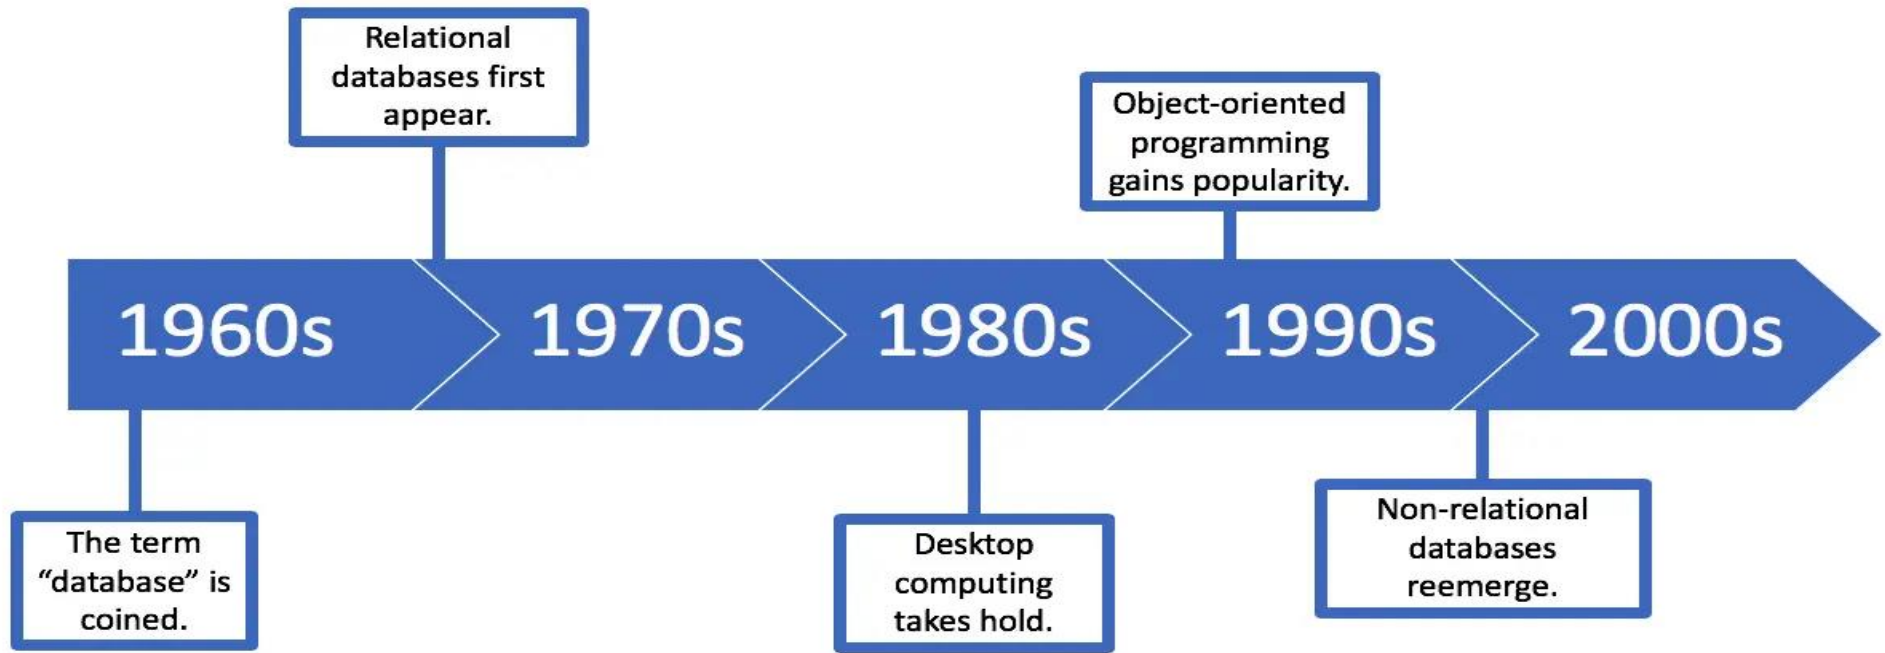 Relational
databases first
appear.
Object-oriented
programming
gains popularity.
1960s
1970s
1980s
1990s
2000s
The term
“database” is
coined.
Desktop
computing
takes hold.
Non-relational
databases
reemerge.